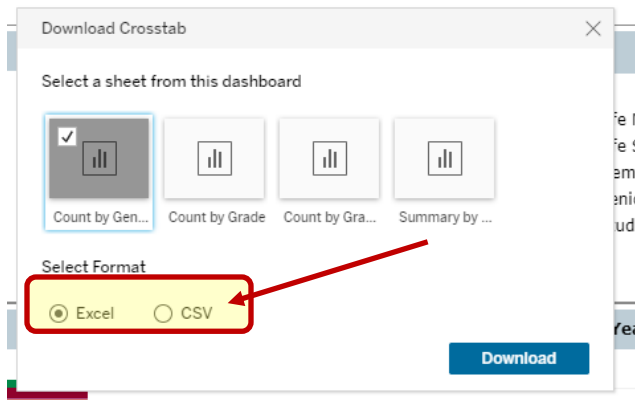 Download Crosstab
Select a sheet from this dashboard
Count by Gen...
Count by Grade
Count by Gra...
Summary by ...
Select Format
Excel
CSV
Download